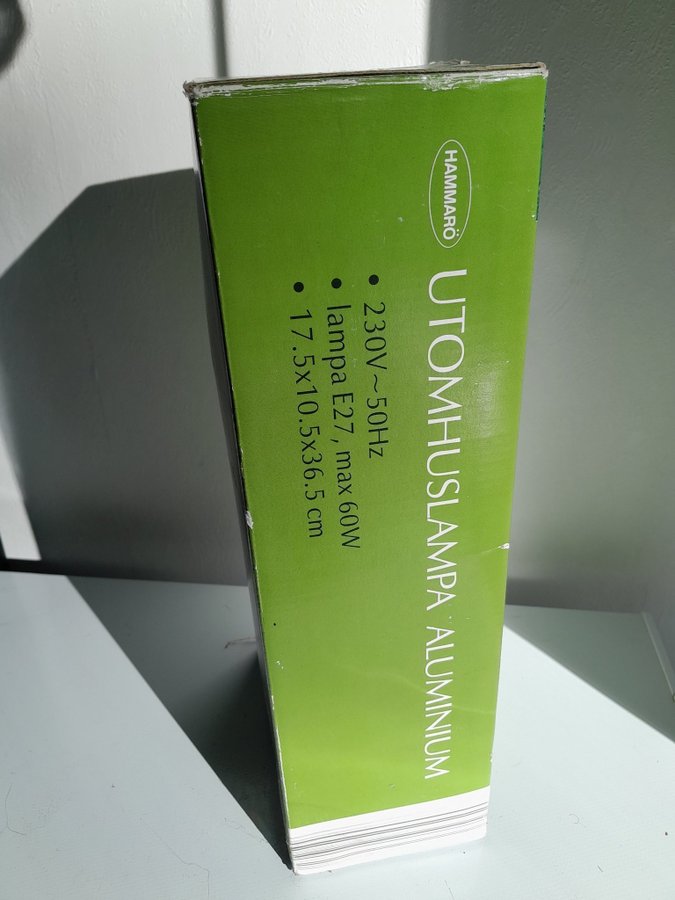 HAMMARÖ
UTOMHUSLAMPA ALUMINIUM
• 230V~50Hz
• lampa E27, max 60W
• 17.5x10.5x36.5 cm